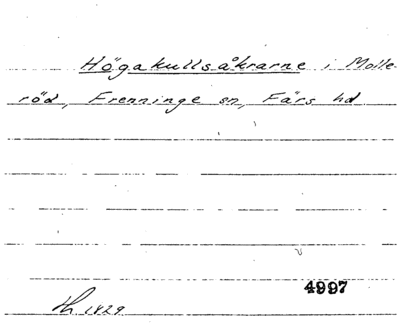 Högakullsåkrarne i Molle-
röd, Frenninge sn, Färs hd
4997
1829